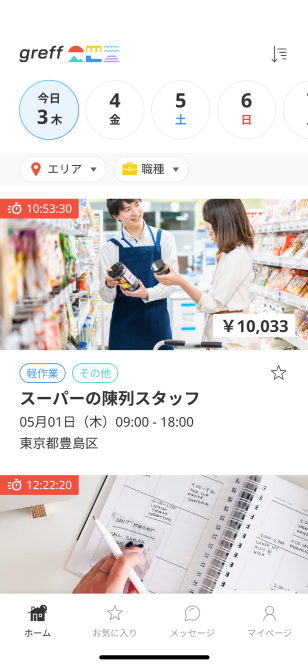 greff
今日 4 5 6
3木 金 土 日
エリア 職種
10:53:30
¥10,033
軽作業 その他
スーパーの陳列スタッフ
05月01日（木）09:00 - 18:00
東京都豊島区
12:22:20
ホーム お気に入り メッセージ マイページ